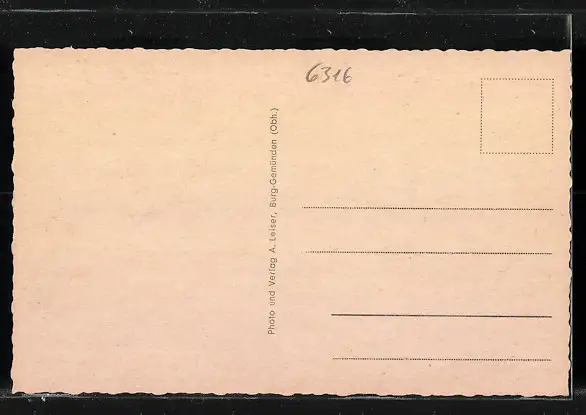 6316
Photo und Verlag A. Leiser, Burg-Gemünden (Obh.)